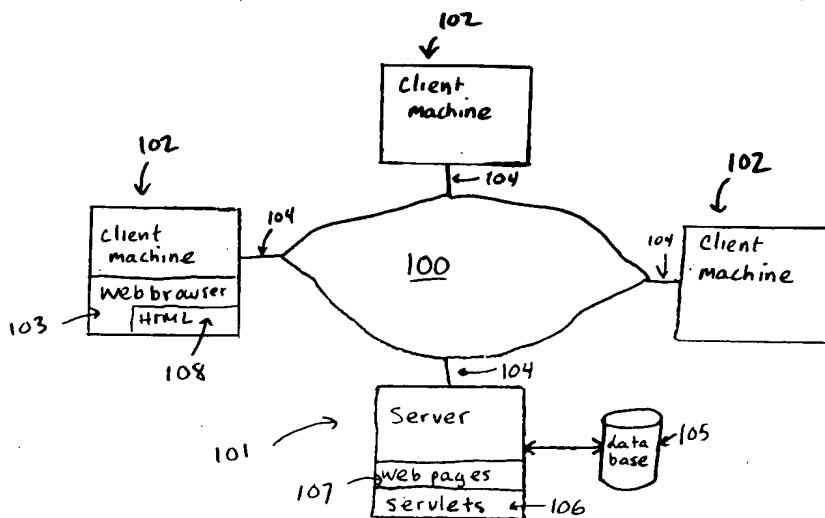 102
Client
machine
104
102
Client
machine
104
Web browser
HTML
103
108
100
102
104
Client
machine
104
101
Server
Web pages
107
Servlets
106
data
base
105